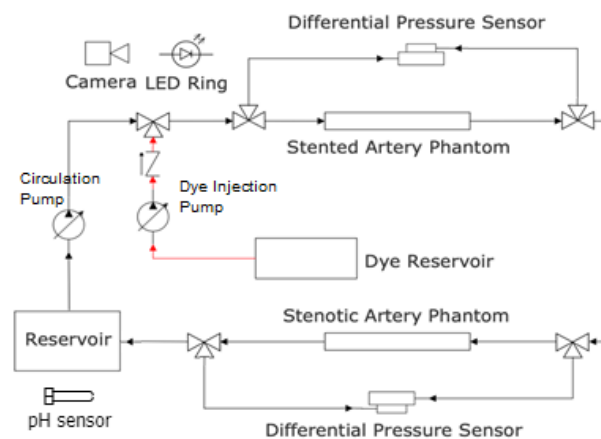 Differential Pressure Sensor
Camera LED Ring
Stented Artery Phantom
Circulation
Pump
Dye Injection
Pump
Dye Reservoir
Stenotic Artery Phantom
Reservoir
pH sensor
Differential Pressure Sensor